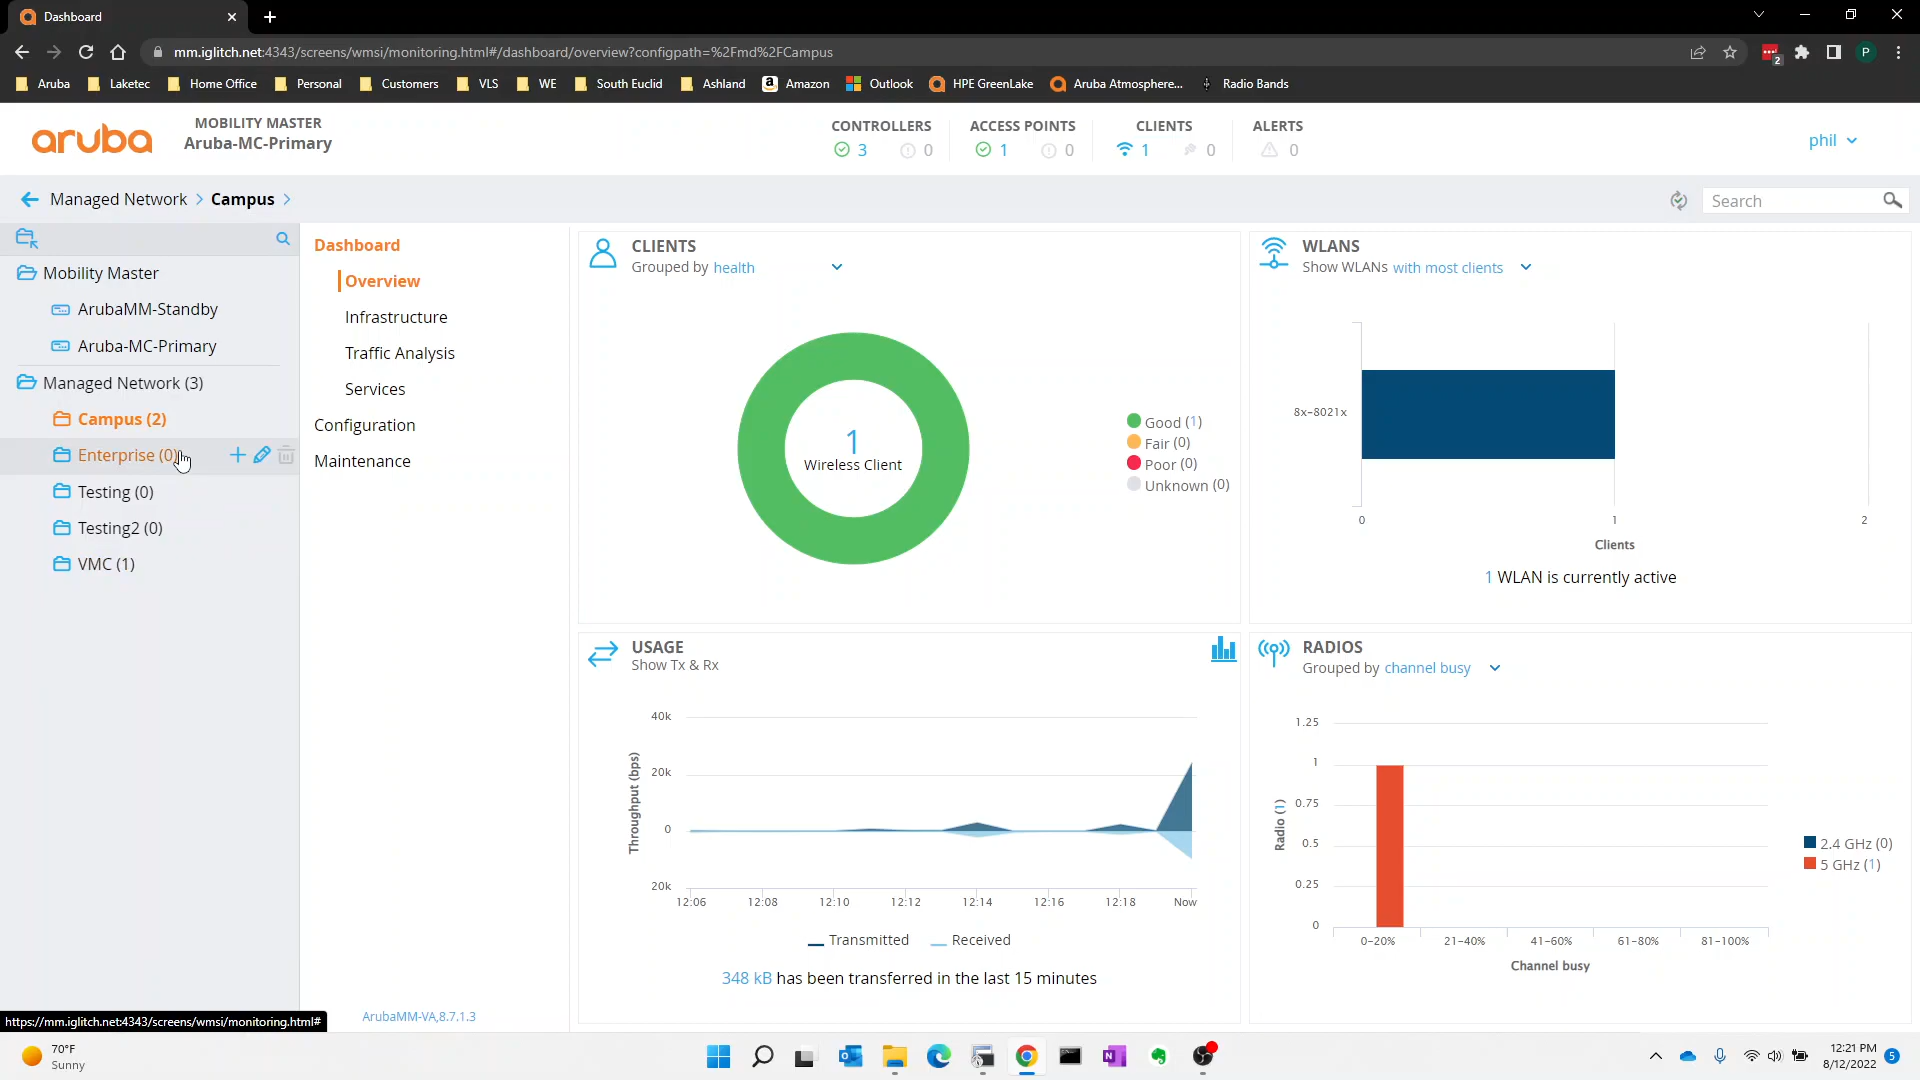 Dashboard
mm.iglitch.net:4343/screens/wmsi/monitoring.html#/dashboard/overview?configpath=%2Fmd%2FCampus
2
P
Aruba
Laketec
Home Office
Personal
Customers
VLS
WE
South Euclid
Ashland
Amazon
Outlook
HPE GreenLake
Aruba Atmosphere...
Radio Bands
aruba
MOBILITY MASTER
Aruba-MC-Primary
CONTROLLERS
3
0
ACCESS POINTS
1
0
CLIENTS
1
0
ALERTS
0
phil
Managed Network
Campus
Search
Mobility Master
ArubaMM-Standby
Aruba-MC-Primary
Managed Network (3)
Campus (2)
Enterprise (0)
Testing (0)
Testing2 (0)
VMC (1)
Dashboard
Overview
Infrastructure
Traffic Analysis
Services
Configuration
Maintenance
ArubaMM-VA,8.7.1.3
CLIENTS
Grouped by health
1
Wireless Client
Good (1)
Fair (0)
Poor (0)
Unknown (0)
WLANS
Show WLANs with most clients
8x-8021x
0
1
2
Clients
1 WLAN is currently active
USAGE
Show Tx & Rx
Throughput (bps)
40k
20k
0
20k
12:06
12:08
12:10
12:12
12:14
12:16
12:18
Now
Transmitted
Received
348 kB has been transferred in the last 15 minutes
RADIOS
Grouped by channel busy
Radio (1)
1.25
1
0.75
0.5
0.25
0
0-20%
21-40%
41-60%
61-80%
81-100%
Channel busy
2.4 GHz (0)
5 GHz (1)
https://mm.iglitch.net:4343/screens/wmsi/monitoring.html#
70°F
Sunny
12:21 PM
8/12/2022
5